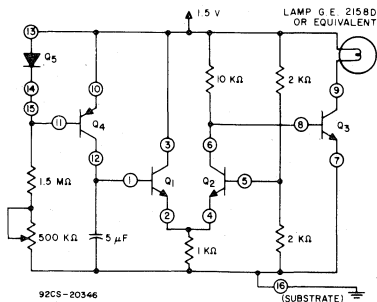 1.5 V
LAMP G.E. 2158D
OR EQUIVALENT
13
Q5
14
15
10
11
Q4
12
10 KΩ
2 KΩ
9
8
Q3
3
6
7
1
Q1
Q2
5
2
4
1.5 MΩ
500 KΩ
5 µF
1 KΩ
2 KΩ
16
(SUBSTRATE)
92CS-20346